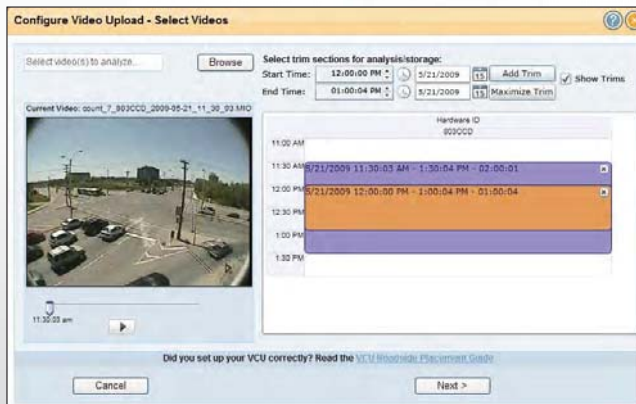 Configure Video Upload - Select Videos
Select video(s) to analyze...
Browse
Select trim sections for analysis/storage:
Start Time: 12:00:00 PM 5/21/2009 15 Add Trim
Show Trims
End Time: 01:00:04 PM 5/21/2009 15 Maximize Trim
Current Video: count_7_803CCD_2009-05-21_11_30_03.MIO
Hardware ID
803CCD
11:00 AM
11:30 AM 5/21/2009 11:30:03 AM - 1:30:04 PM - 02:00:01
12:00 PM 5/21/2009 12:00:00 PM - 1:00:04 PM - 01:00:04
12:30 PM
1:00 PM
1:30 PM
11:30:03 am
Did you set up your VCU correctly? Read the VCU Roadside Placement Guide
Cancel
Next >